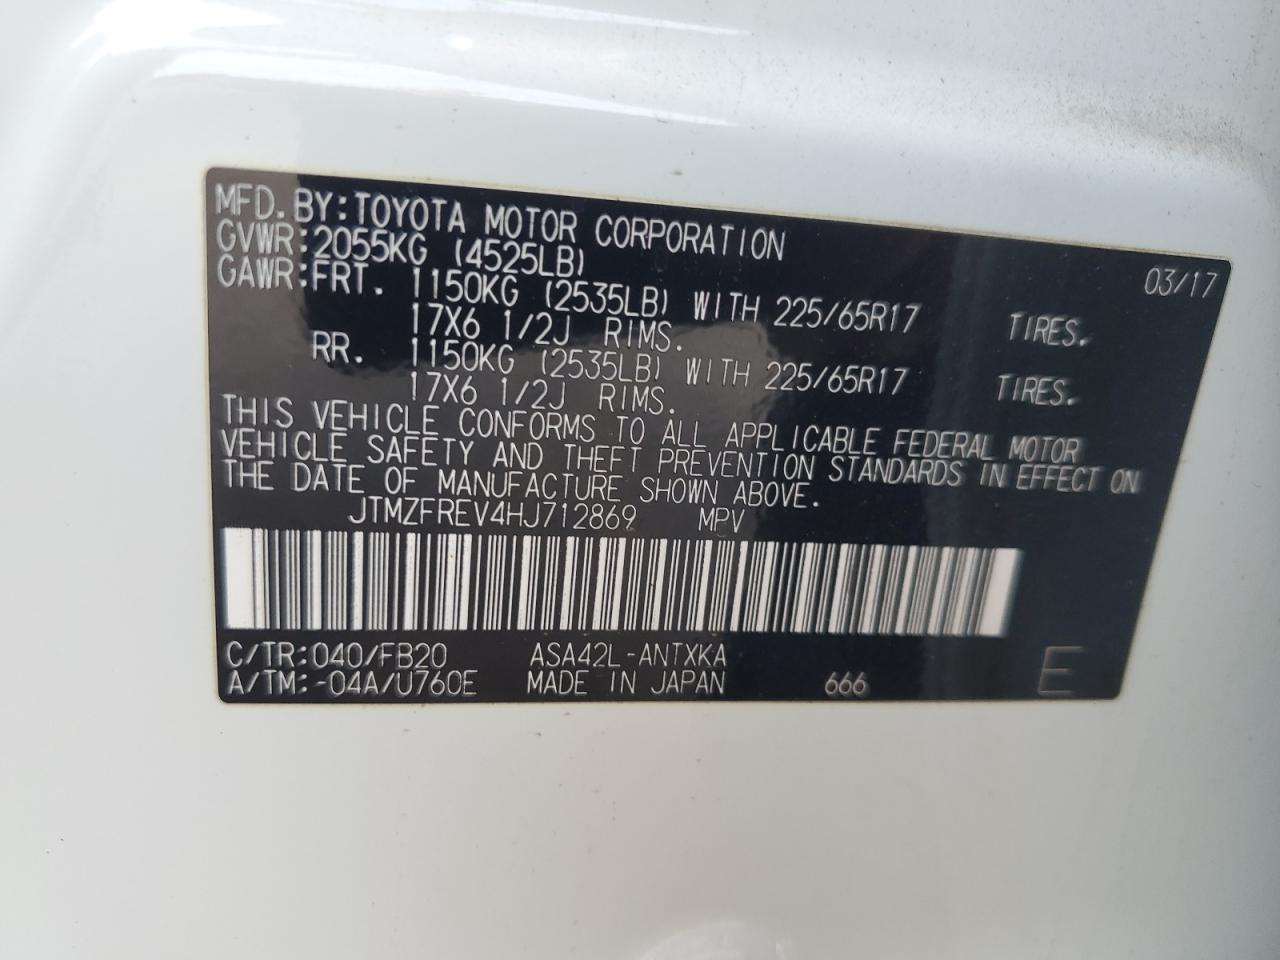 MFD. BY: TOYOTA MOTOR CORPORATION 03/17
GVWR: 2055KG (4525LB)
GAWR: FRT. 1150KG (2535LB) WITH 225/65R17 TIRES.
17X6 1/2J RIMS.
RR. 1150KG (2535LB) WITH 225/65R17 TIRES.
17X6 1/2J RIMS.
THIS VEHICLE CONFORMS TO ALL APPLICABLE FEDERAL MOTOR
VEHICLE SAFETY AND THEFT PREVENTION STANDARDS IN EFFECT ON
THE DATE OF MANUFACTURE SHOWN ABOVE.
JTMZFREV4HJ712869 MPV
C/TR: 040/FB20 ASA42L-ANTXKA
A/TM: -04A/U760E MADE IN JAPAN 666 E